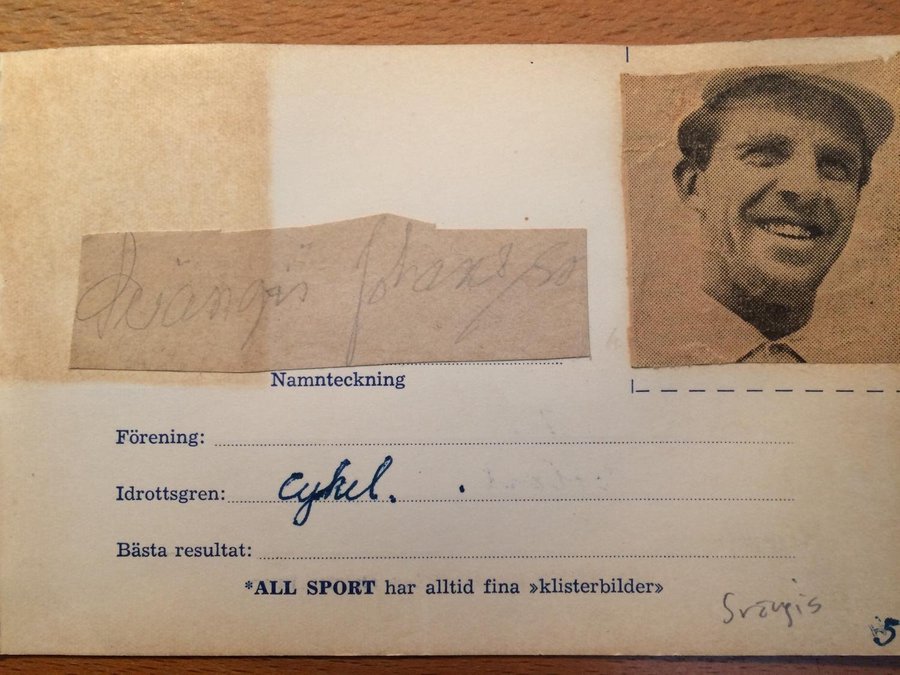 Svängis Johansson
Namnteckning
Förening:
Idrottsgren: cykel.
Bästa resultat:
*ALL SPORT har alltid fina »klisterbilder»
Svängis
5